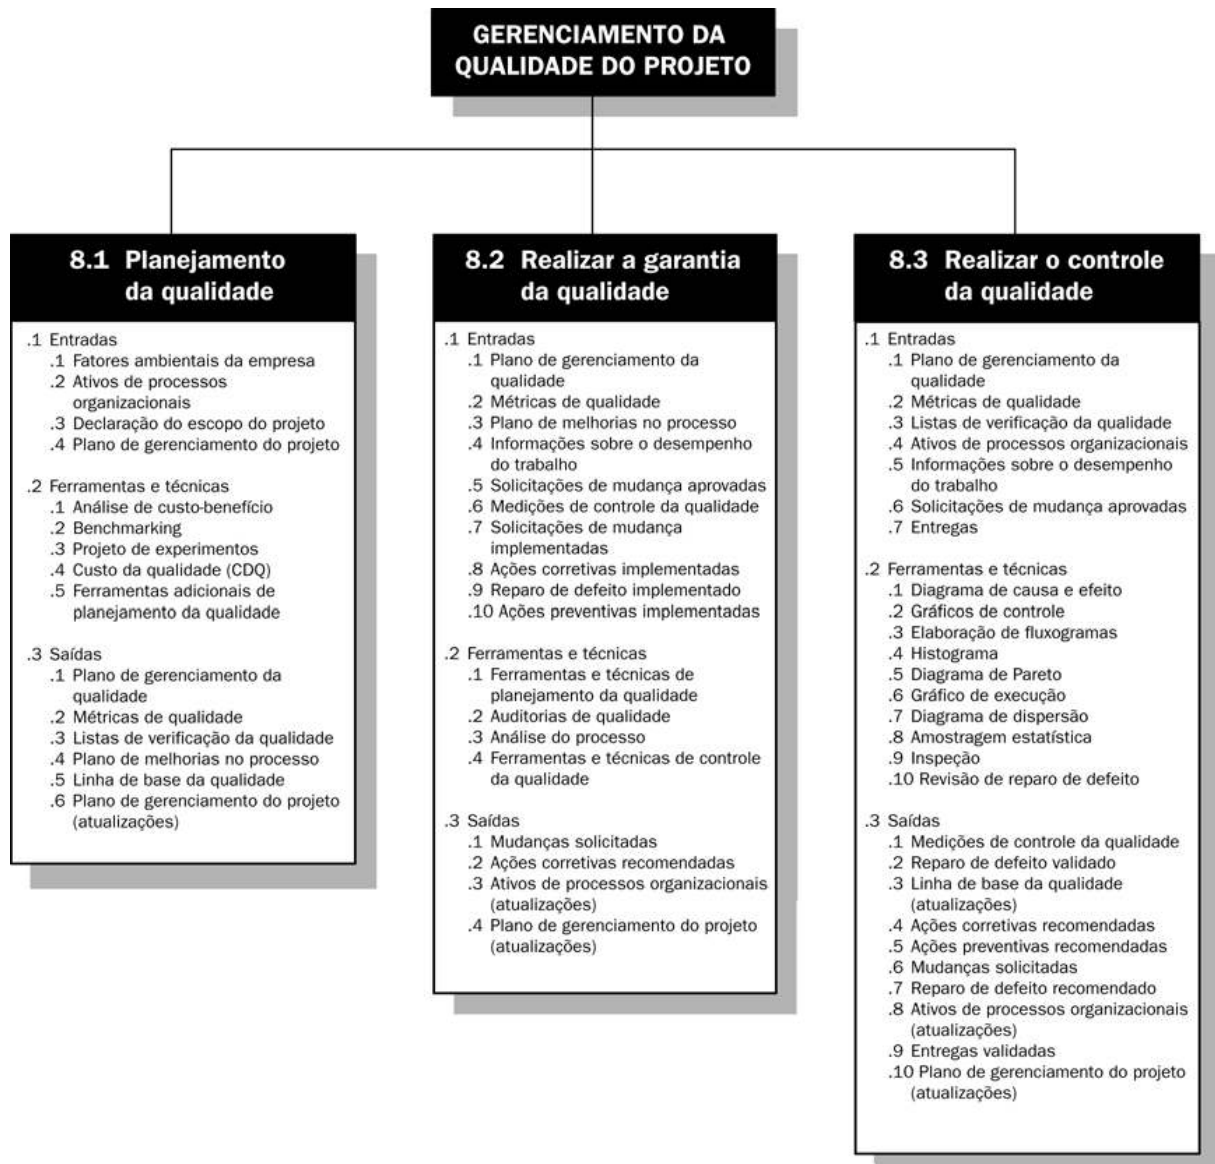 GERENCIAMENTO DA
QUALIDADE DO PROJETO
8.1 Planejamento
da qualidade
.1 Entradas
.1 Fatores ambientais da empresa
.2 Ativos de processos
organizacionais
.3 Declaração do escopo do projeto
.4 Plano de gerenciamento do projeto
.2 Ferramentas e técnicas
.1 Análise de custo-benefício
.2 Benchmarking
.3 Projeto de experimentos
.4 Custo da qualidade (CDQ)
.5 Ferramentas adicionais de
planejamento da qualidade
.3 Saídas
.1 Plano de gerenciamento da
qualidade
.2 Métricas de qualidade
.3 Listas de verificação da qualidade
.4 Plano de melhorias no processo
.5 Linha de base da qualidade
.6 Plano de gerenciamento do projeto
(atualizações)
8.2 Realizar a garantia
da qualidade
.1 Entradas
.1 Plano de gerenciamento da
qualidade
.2 Métricas de qualidade
.3 Plano de melhorias no processo
.4 Informações sobre o desempenho
do trabalho
.5 Solicitações de mudança aprovadas
.6 Medições de controle da qualidade
.7 Solicitações de mudança
implementadas
.8 Ações corretivas implementadas
.9 Reparo de defeito implementado
.10 Ações preventivas implementadas
.2 Ferramentas e técnicas
.1 Ferramentas e técnicas de
planejamento da qualidade
.2 Auditorias de qualidade
.3 Análise do processo
.4 Ferramentas e técnicas de controle
da qualidade
.3 Saídas
.1 Mudanças solicitadas
.2 Ações corretivas recomendadas
.3 Ativos de processos organizacionais
(atualizações)
.4 Plano de gerenciamento do projeto
(atualizações)
8.3 Realizar o controle
da qualidade
.1 Entradas
.1 Plano de gerenciamento da
qualidade
.2 Métricas de qualidade
.3 Listas de verificação da qualidade
.4 Ativos de processos organizacionais
.5 Informações sobre o desempenho
do trabalho
.6 Solicitações de mudança aprovadas
.7 Entregas
.2 Ferramentas e técnicas
.1 Diagrama de causa e efeito
.2 Gráficos de controle
.3 Elaboração de fluxogramas
.4 Histograma
.5 Diagrama de Pareto
.6 Gráfico de execução
.7 Diagrama de dispersão
.8 Amostragem estatística
.9 Inspeção
.10 Revisão de reparo de defeito
.3 Saídas
.1 Medições de controle da qualidade
.2 Reparo de defeito validado
.3 Linha de base da qualidade
(atualizações)
.4 Ações corretivas recomendadas
.5 Ações preventivas recomendadas
.6 Mudanças solicitadas
.7 Reparo de defeito recomendado
.8 Ativos de processos organizacionais
(atualizações)
.9 Entregas validadas
.10 Plano de gerenciamento do projeto
(atualizações)